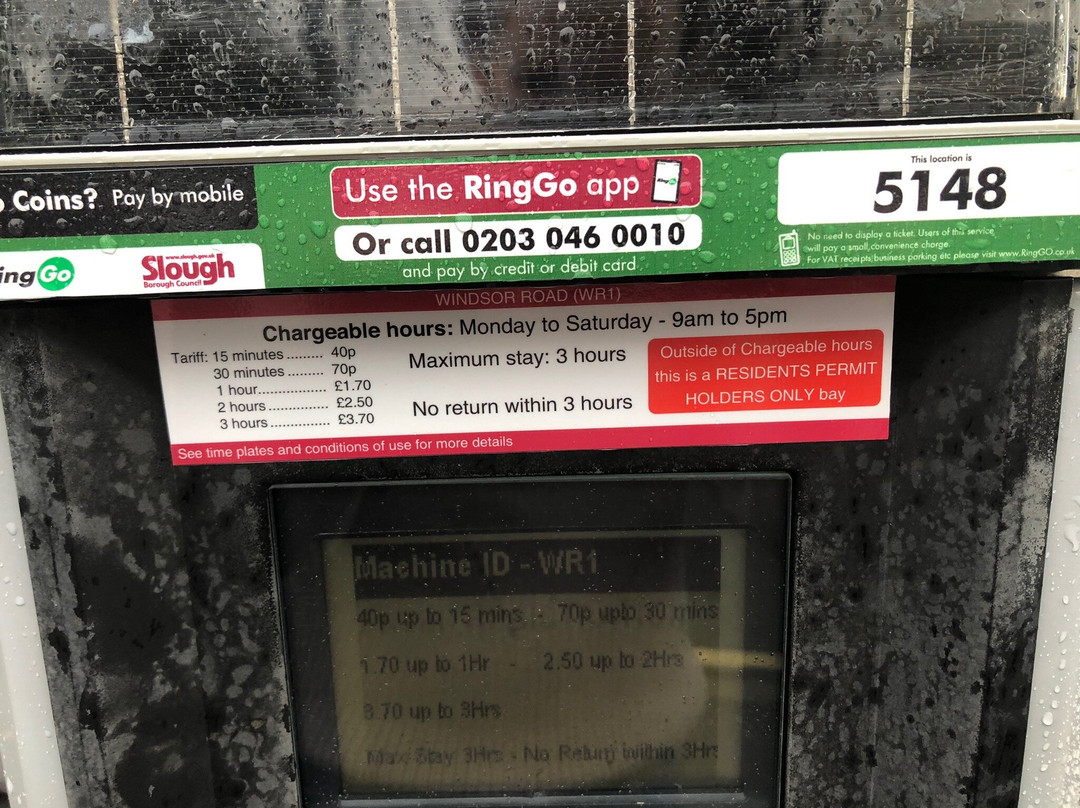 Coins? Pay by mobile
Use the RingGo app
Or call 0203 046 0010
and pay by credit or debit card
This location is
5148
No need to display a ticket. Users of this service
will pay a small convenience charge.
For VAT receipts/business parking etc please visit www.RingGO.co.uk
ingGo
www.slough.gov.uk
Slough
Borough Council
WINDSOR ROAD (WR1)
Chargeable hours: Monday to Saturday - 9am to 5pm
Tariff: 15 minutes ......... 40p
30 minutes ......... 70p
1 hour................. £1.70
2 hours ............... £2.50
3 hours ............... £3.70
Maximum stay: 3 hours
No return within 3 hours
Outside of Chargeable hours
this is a RESIDENTS PERMIT
HOLDERS ONLY bay
See time plates and conditions of use for more details
Machine ID - WR1
40p up to 15 mins - 70p upto 30 mins
1.70 up to 1Hr - 2.50 up to 2Hrs
3.70 up to 3Hrs
Max Stay 3Hrs - No Return within 3Hrs